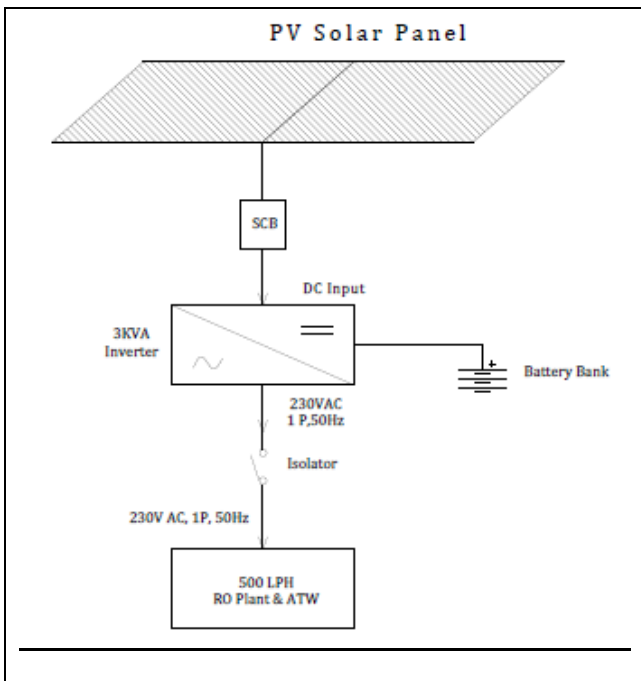 PV Solar Panel
SCB
DC Input
3KVA
Inverter
+
Battery Bank
230VAC
1 P,50Hz
Isolator
230V AC, 1P, 50Hz
500 LPH
RO Plant & ATW